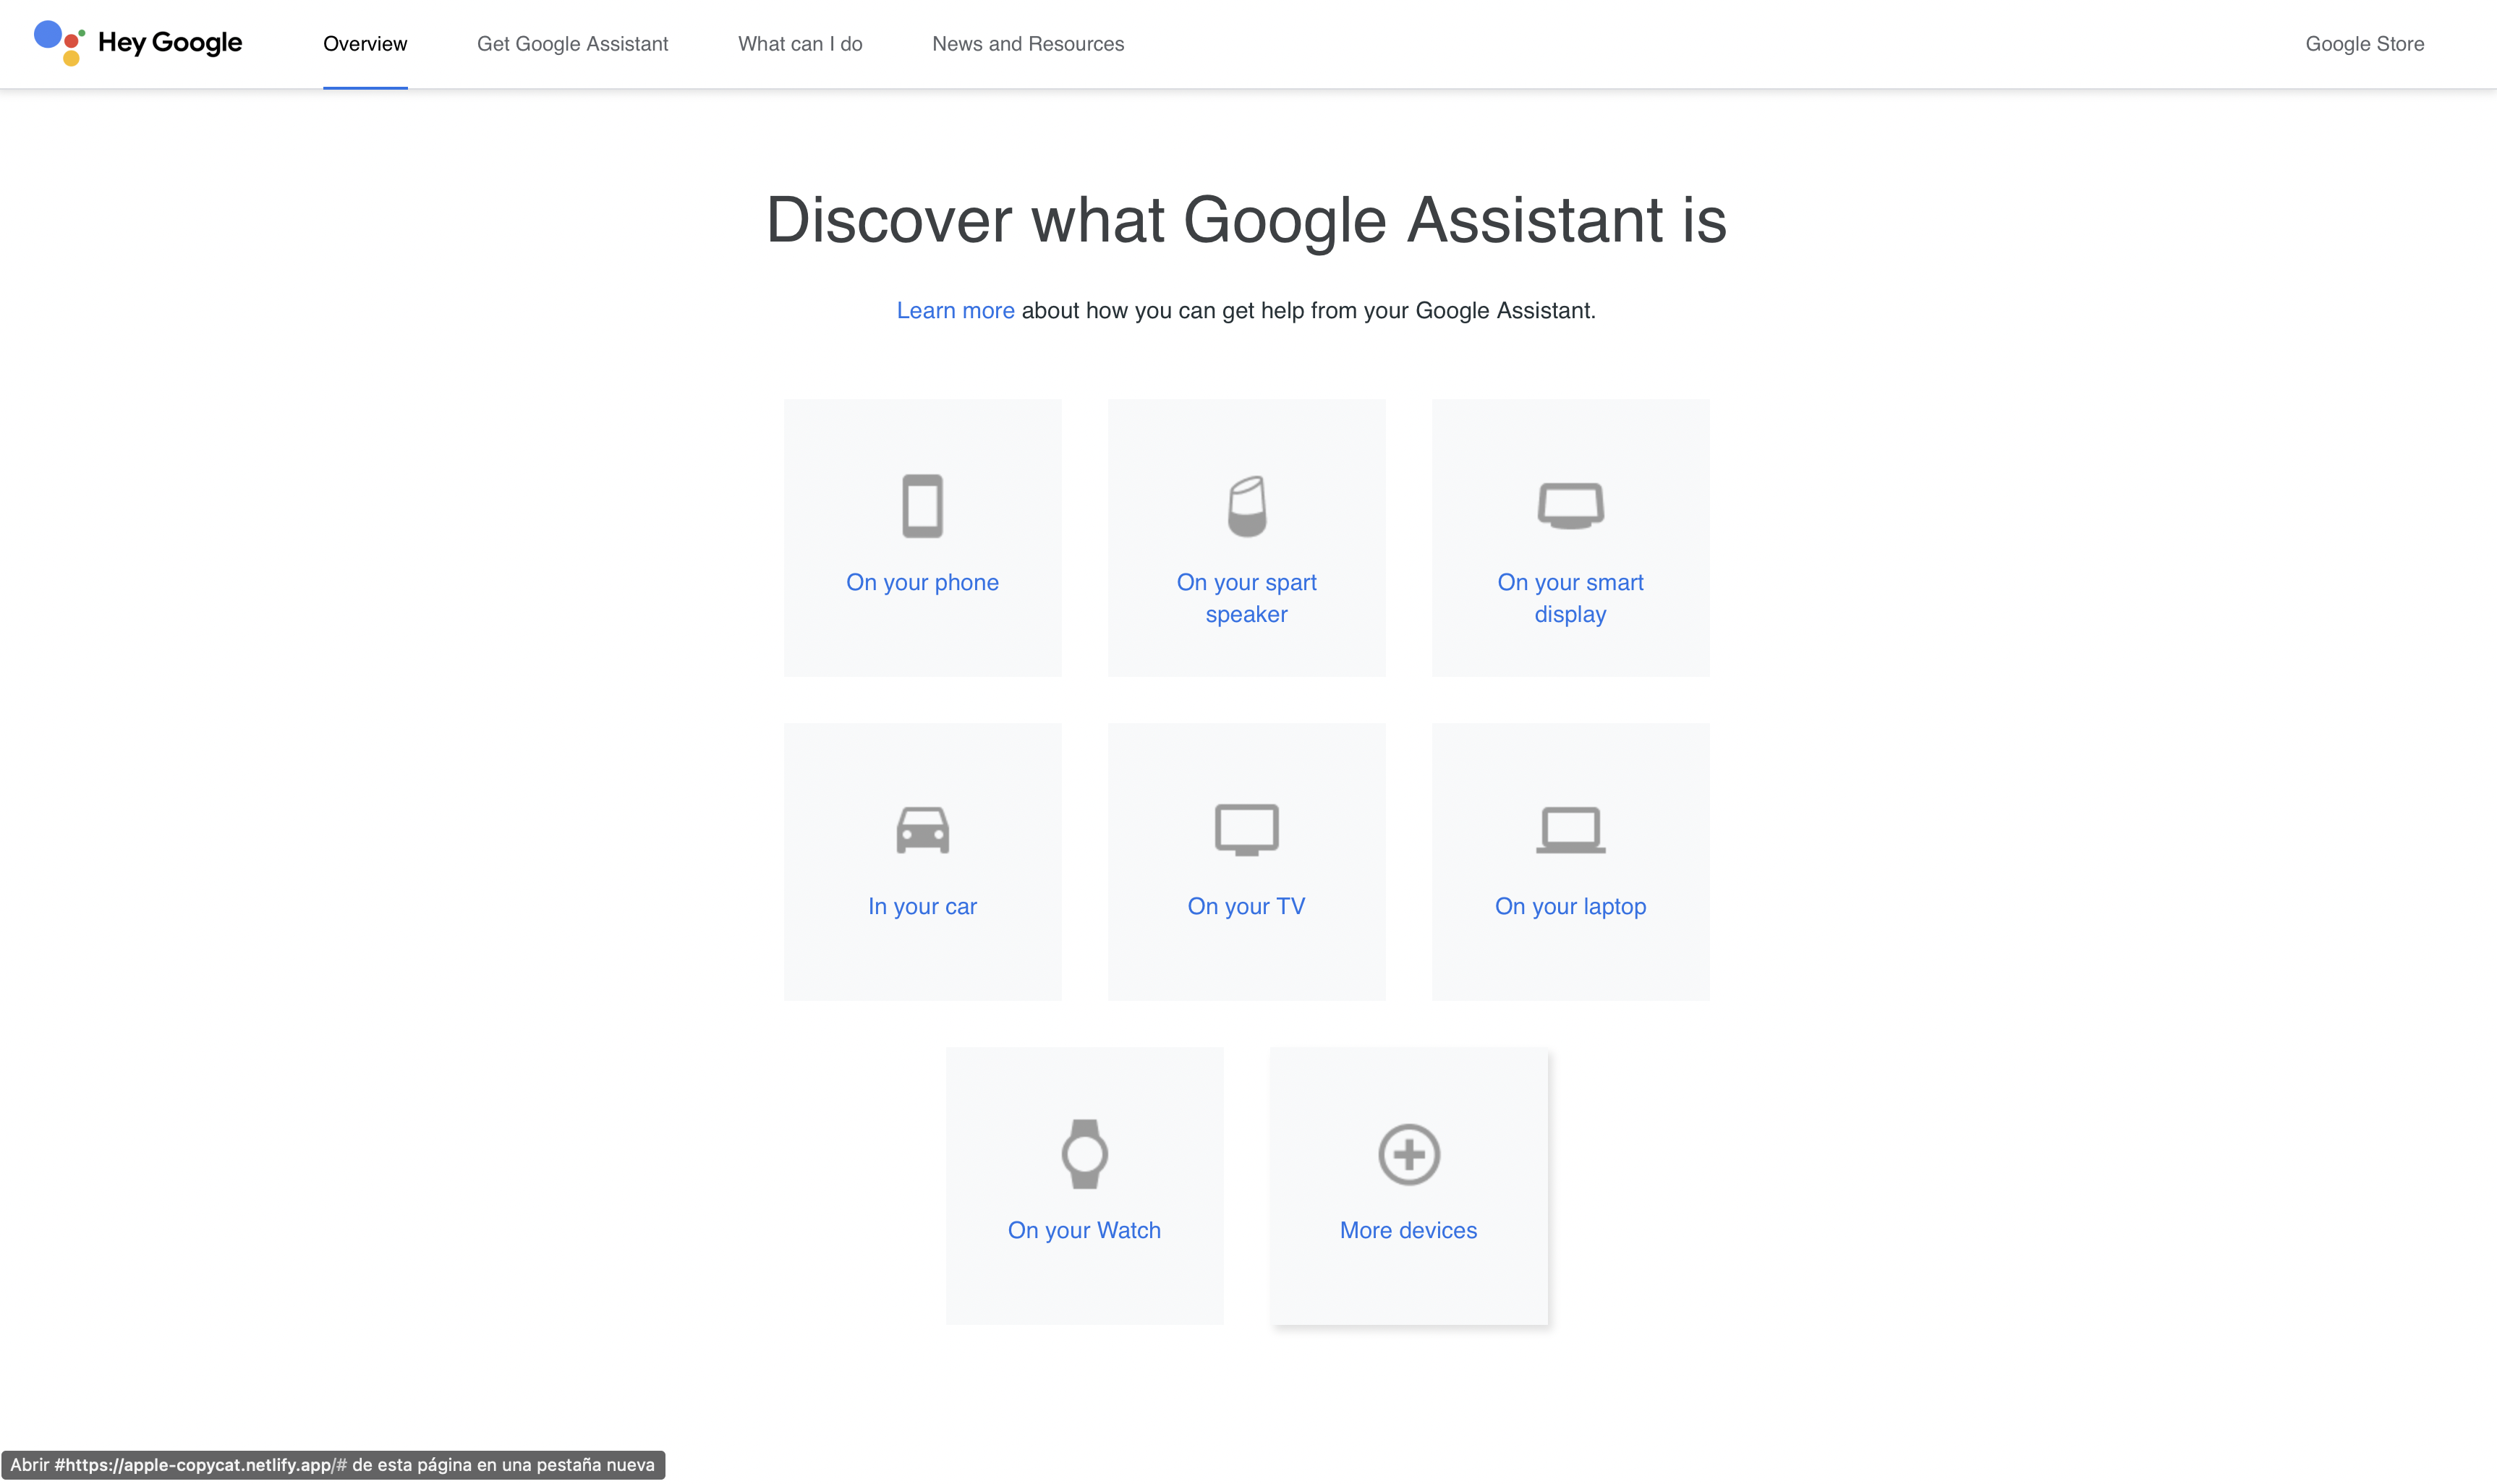 Hey Google
Overview
Get Google Assistant
What can I do
News and Resources
Google Store
Discover what Google Assistant is
Learn more about how you can get help from your Google Assistant.
On your phone
On your spart
speaker
On your smart
display
In your car
On your TV
On your laptop
On your Watch
More devices
Abrir #https://apple-copycat.netlify.app/# de esta página en una pestaña nueva